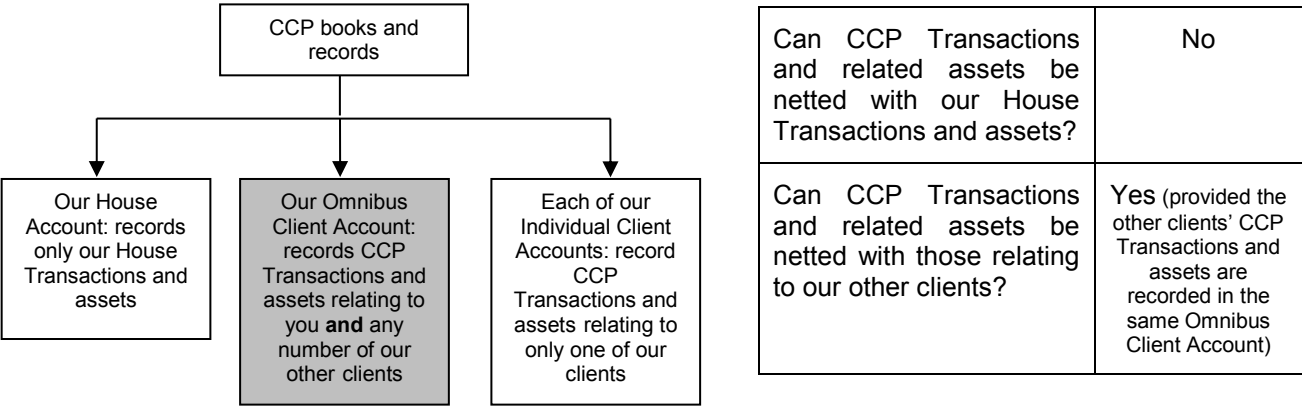 CCP books and
records
Our House
Account: records
only our House
Transactions and
assets
Our Omnibus
Client Account:
records CCP
Transactions and
assets relating to
you and any
number of our
other clients
Each of our
Individual Client
Accounts: record
CCP
Transactions and
assets relating to
only one of our
clients
Can CCP Transactions
and related assets be
netted with our House
Transactions and assets?
No
Can CCP Transactions
and related assets be
netted with those relating
to our other clients?
Yes (provided the
other clients’ CCP
Transactions and
assets are
recorded in the
same Omnibus
Client Account)